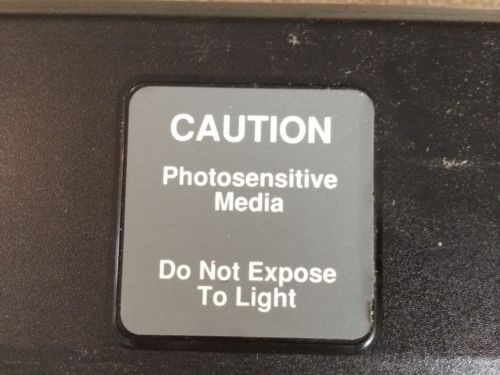 CAUTION
Photosensitive
Media
Do Not Expose
To Light